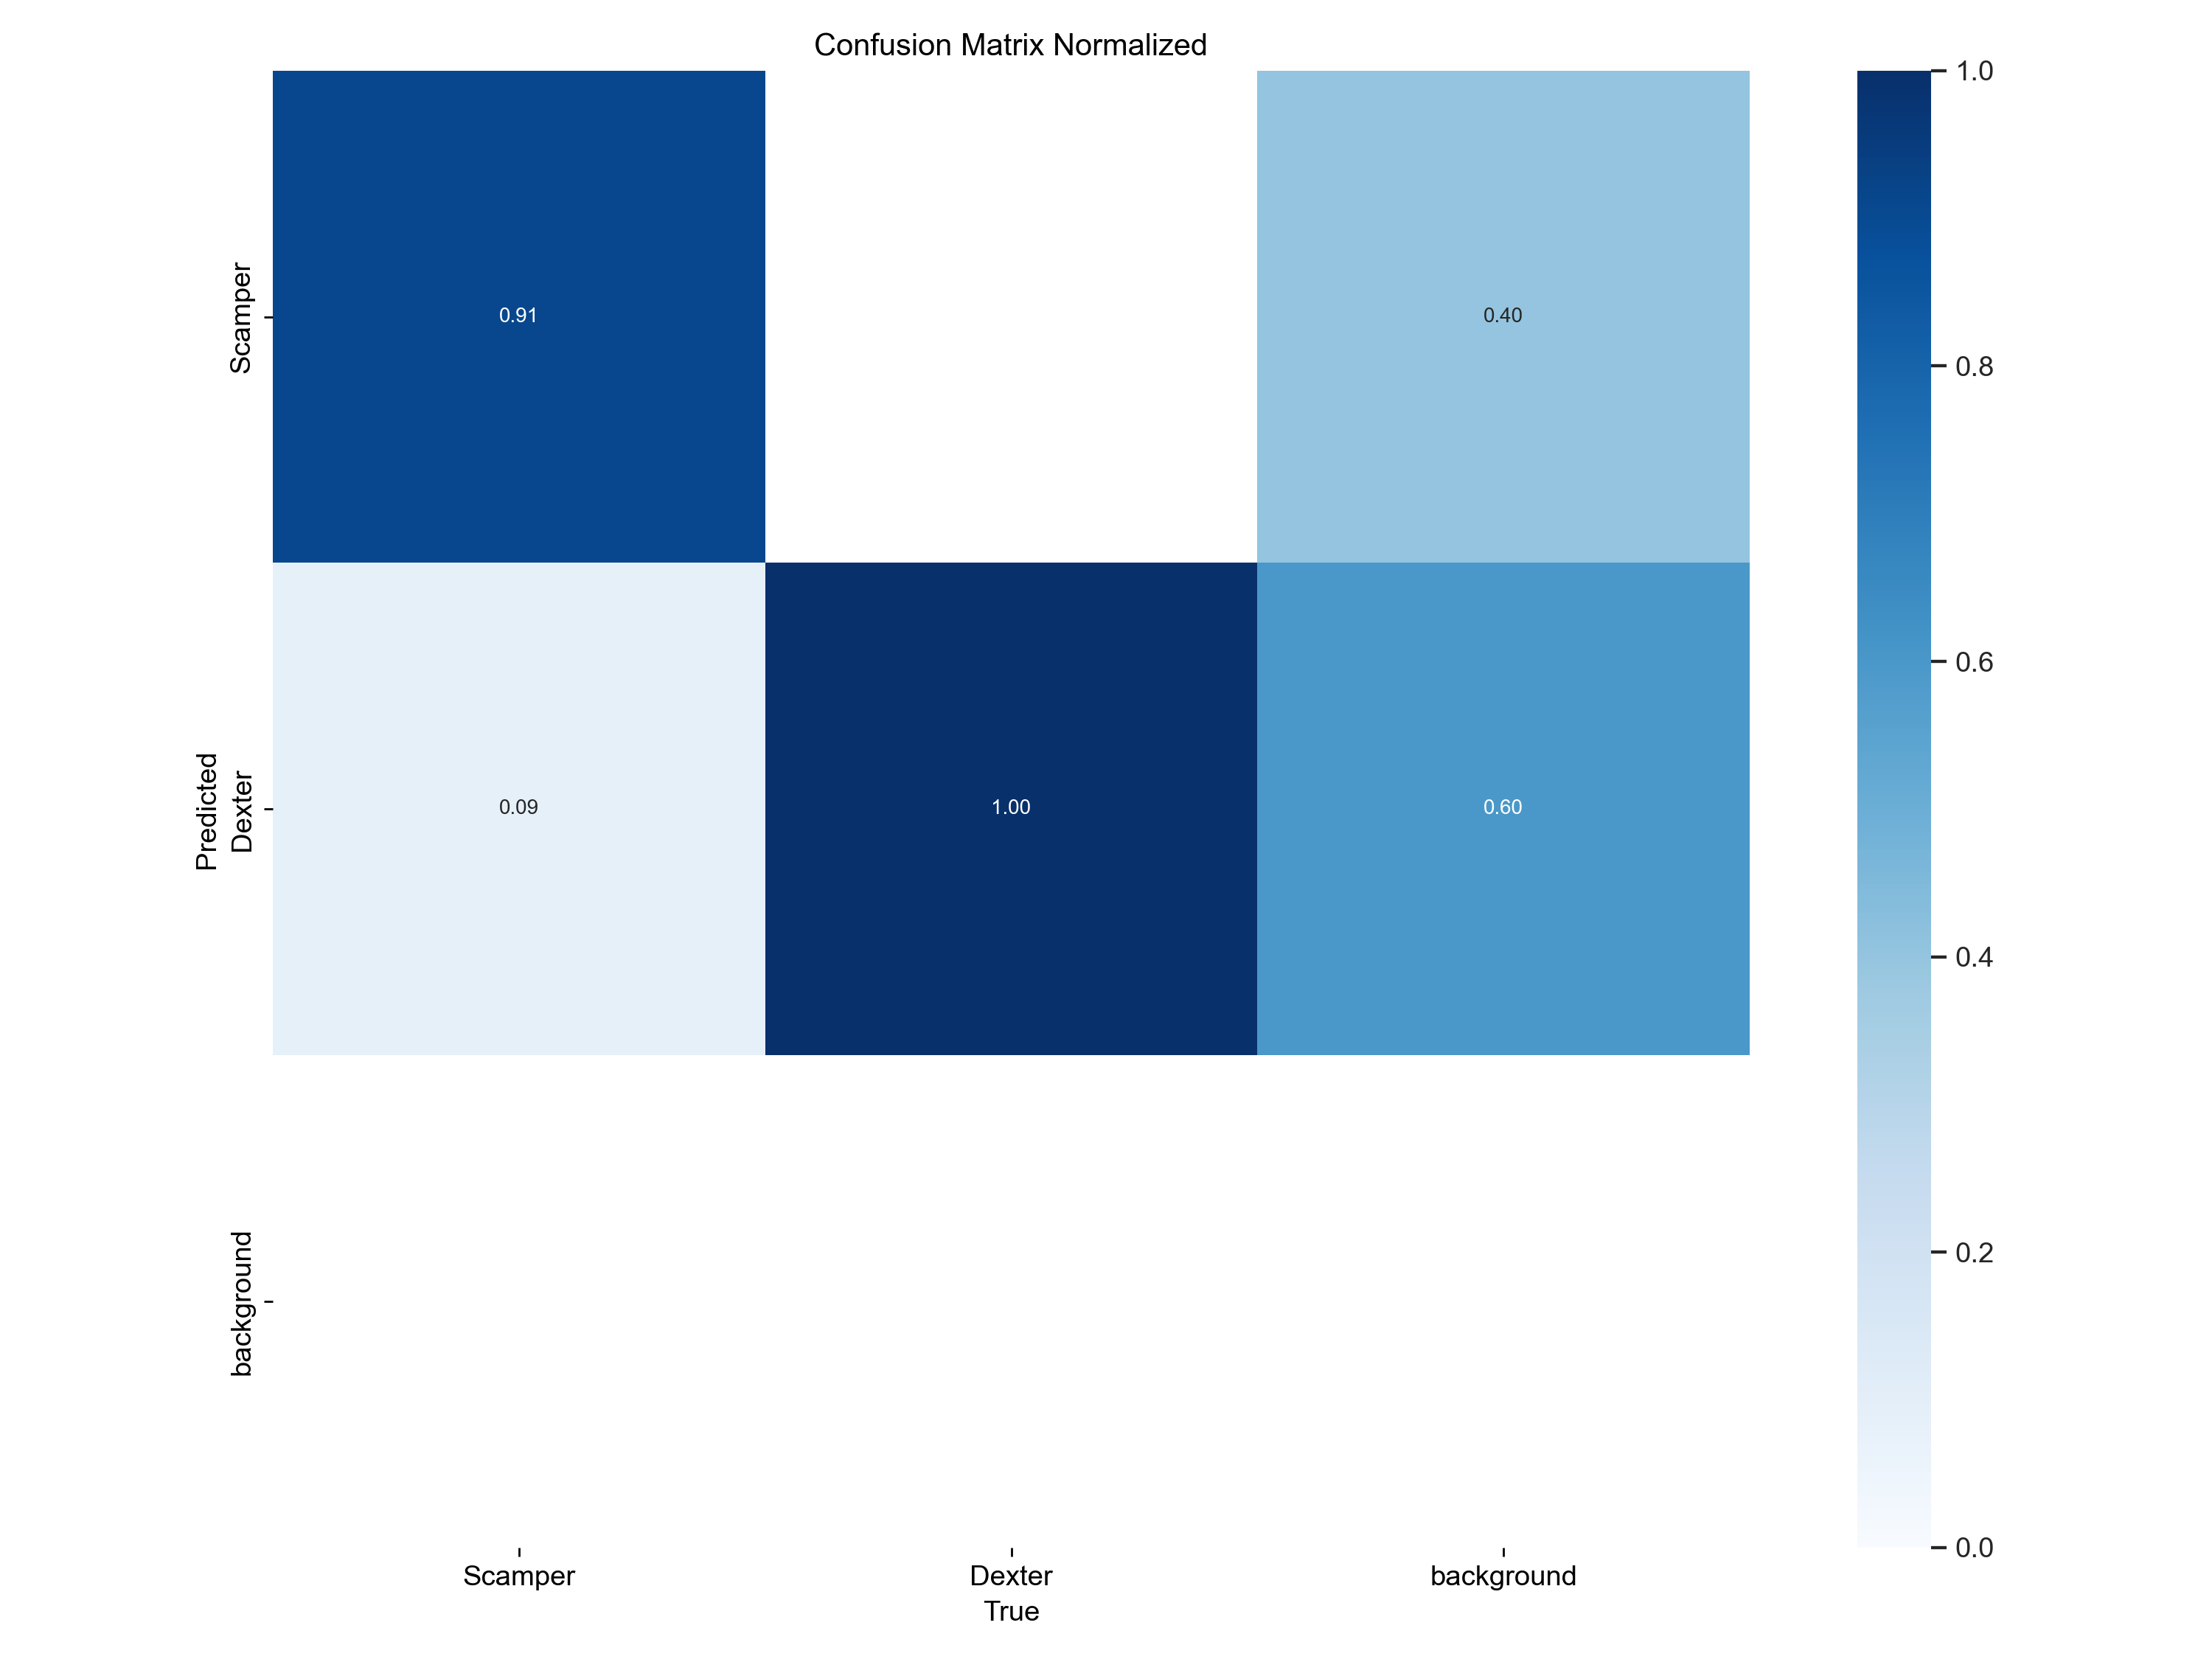 Confusion Matrix Normalized
Scamper
0.91
0.40
Predicted
Dexter
0.09
1.00
0.60
background
Scamper
Dexter
background
True
1.0
0.8
0.6
0.4
0.2
0.0